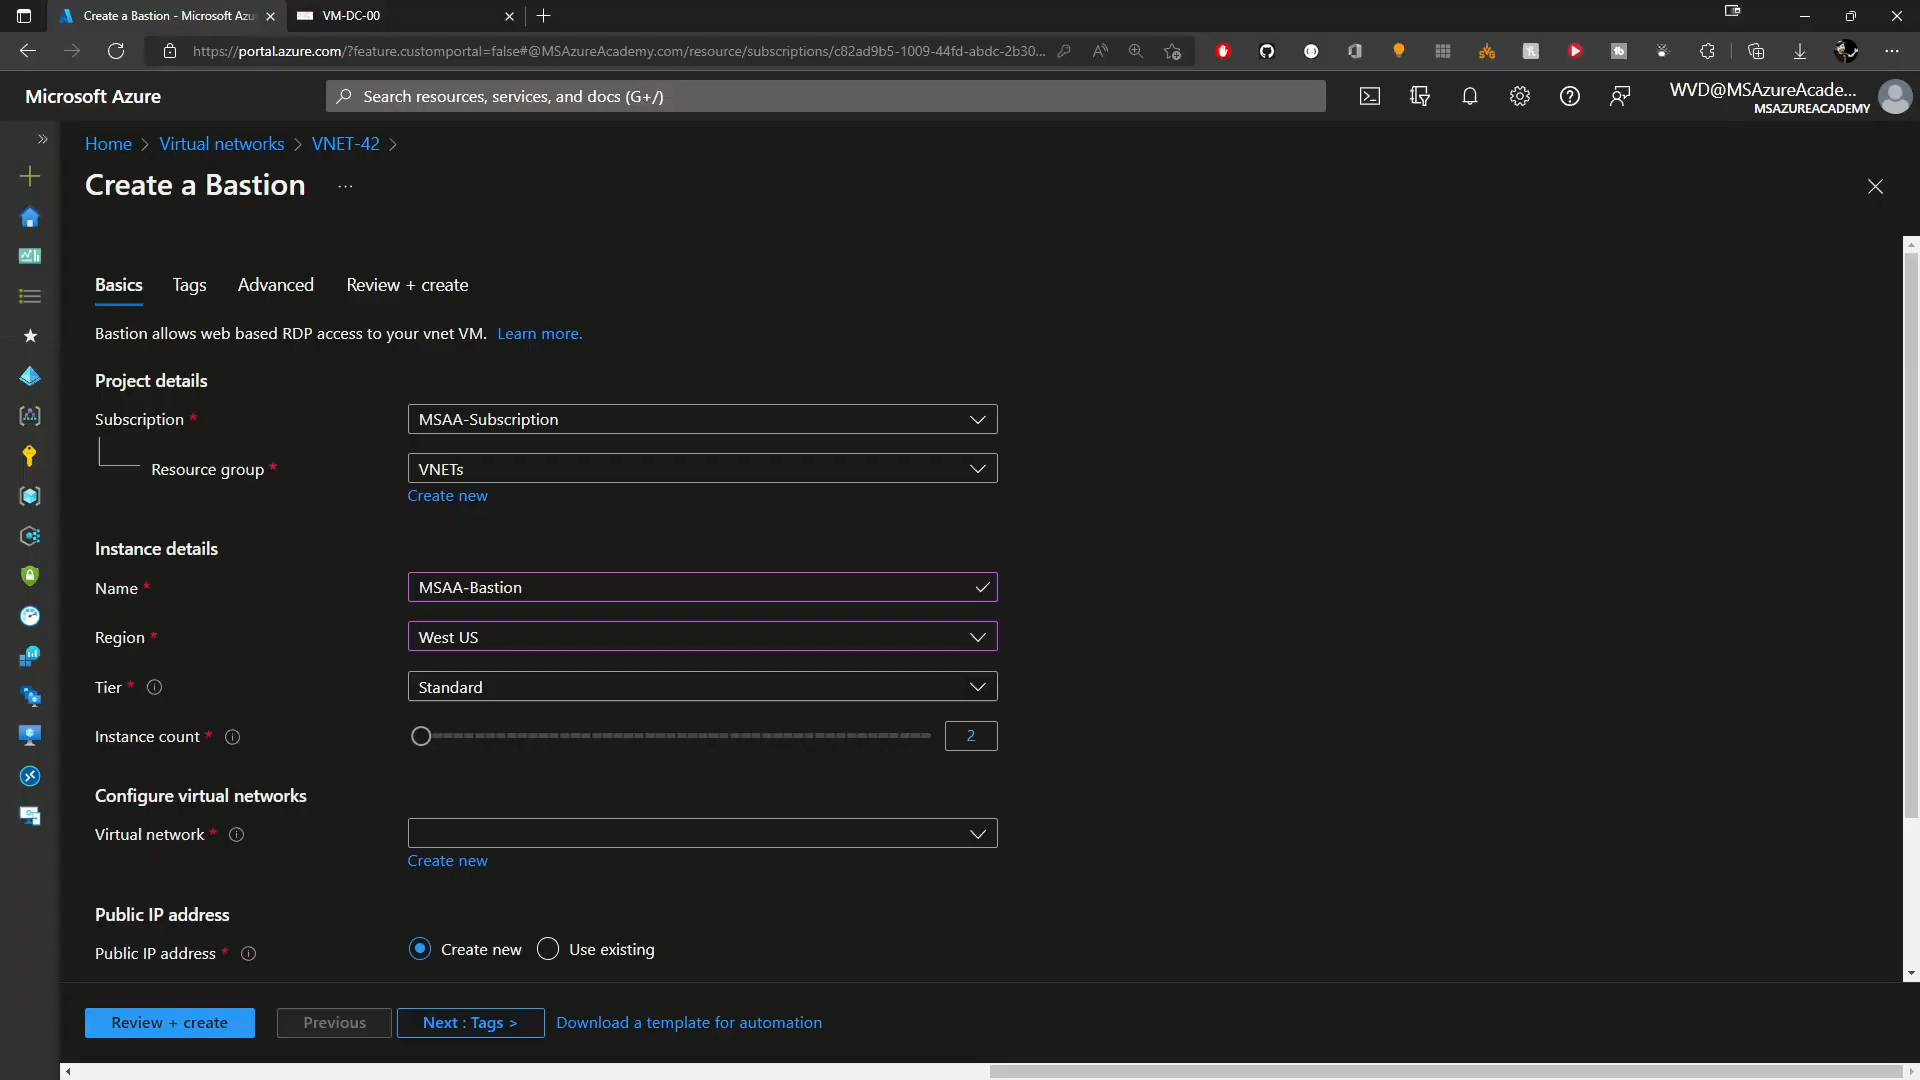 Create a Bastion - Microsoft Azu
VM-DC-00
https://portal.azure.com/?feature.customportal=false#@MSAzureAcademy.com/resource/subscriptions/c82ad9b5-1009-44fd-abdc-2b30...
Microsoft Azure
Search resources, services, and docs (G+/)
WVD@MSAzureAcade...
MSAZUREACADEMY
Home > Virtual networks > VNET-42 >
Create a Bastion ...
Basics Tags Advanced Review + create
Bastion allows web based RDP access to your vnet VM. Learn more.
Project details
Subscription * MSAA-Subscription
Resource group * VNETs
Create new
Instance details
Name * MSAA-Bastion
Region * West US
Tier * Standard
Instance count * 2
Configure virtual networks
Virtual network *
Create new
Public IP address
Public IP address * Create new Use existing
Review + create Previous Next : Tags > Download a template for automation